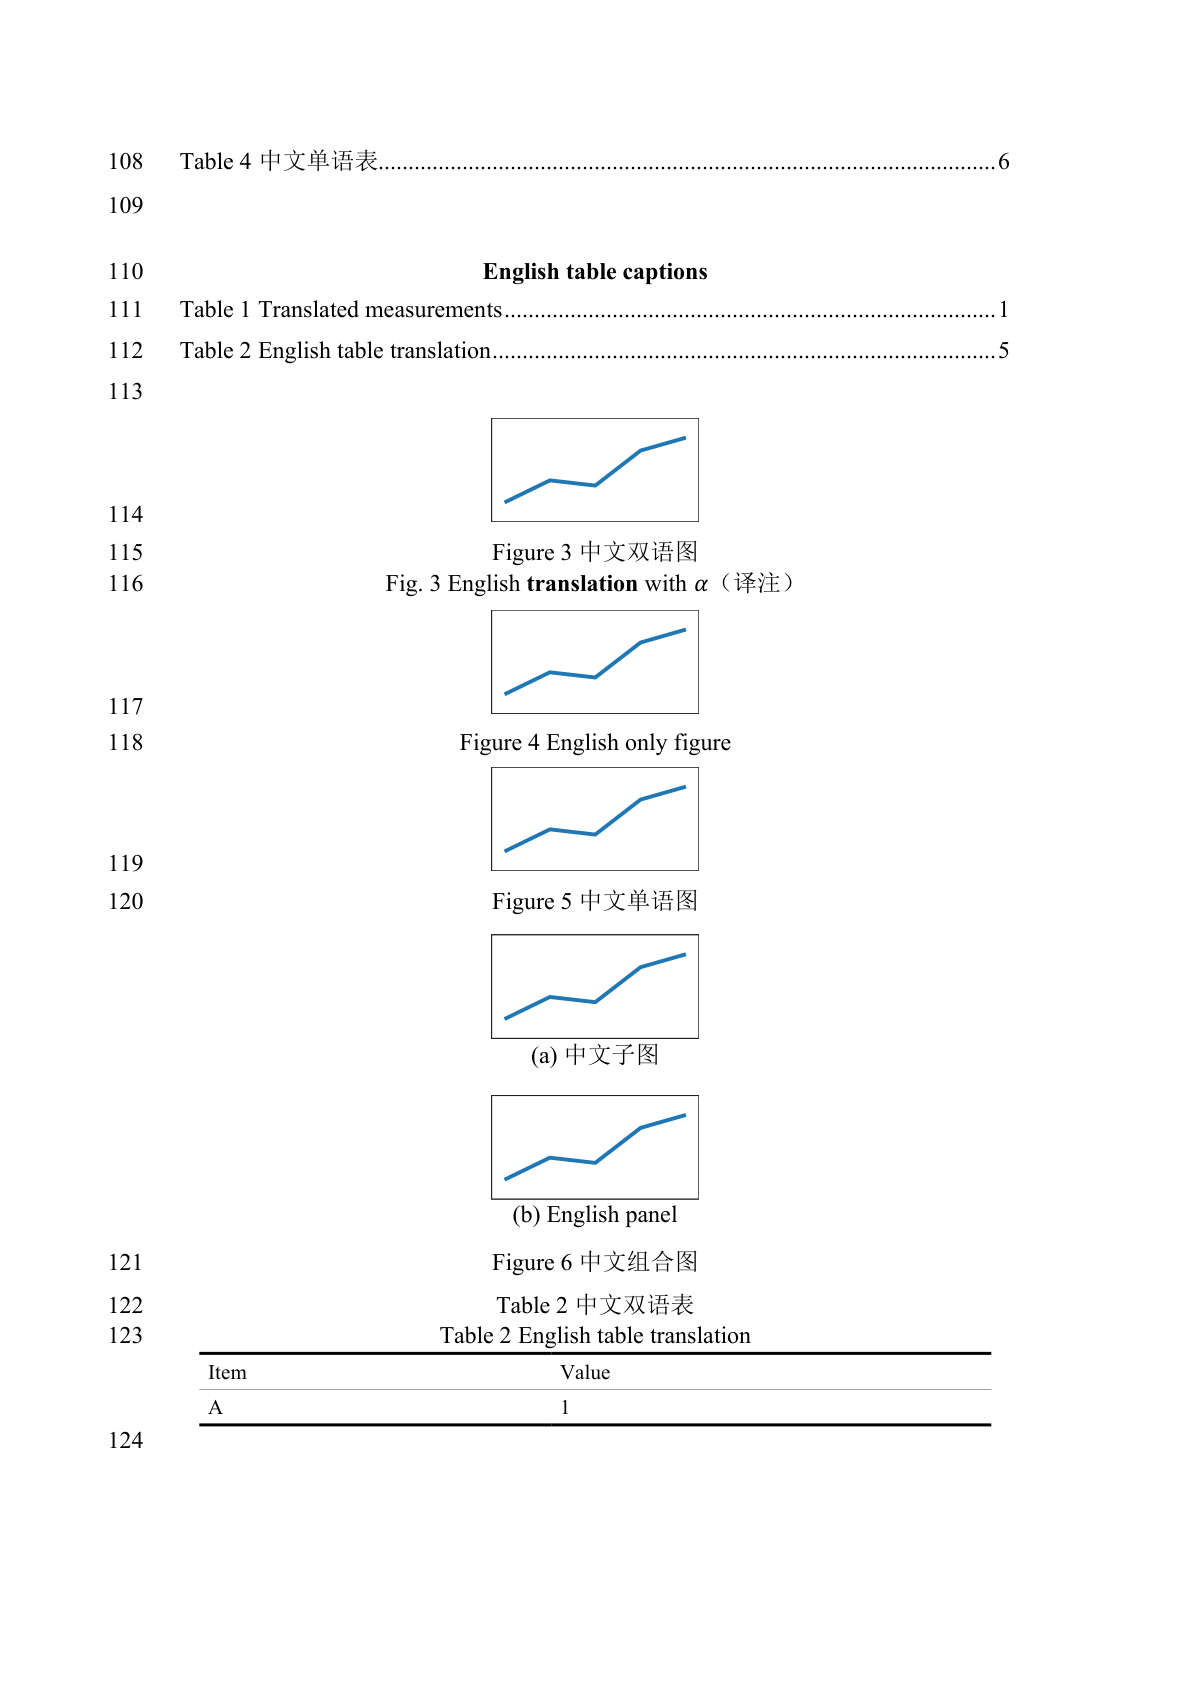 108 Table 4 中文单语表........................................................................................................6
109
110 English table captions
111 Table 1 Translated measurements..................................................................................1
112 Table 2 English table translation....................................................................................5
113
114
115 Figure 3 中文双语图
116 Fig. 3 English translation with α（译注）
117
118 Figure 4 English only figure
119
120 Figure 5 中文单语图
(a) 中文子图
(b) English panel
121 Figure 6 中文组合图
122 Table 2 中文双语表
123 Table 2 English table translation
Item Value
A 1
124